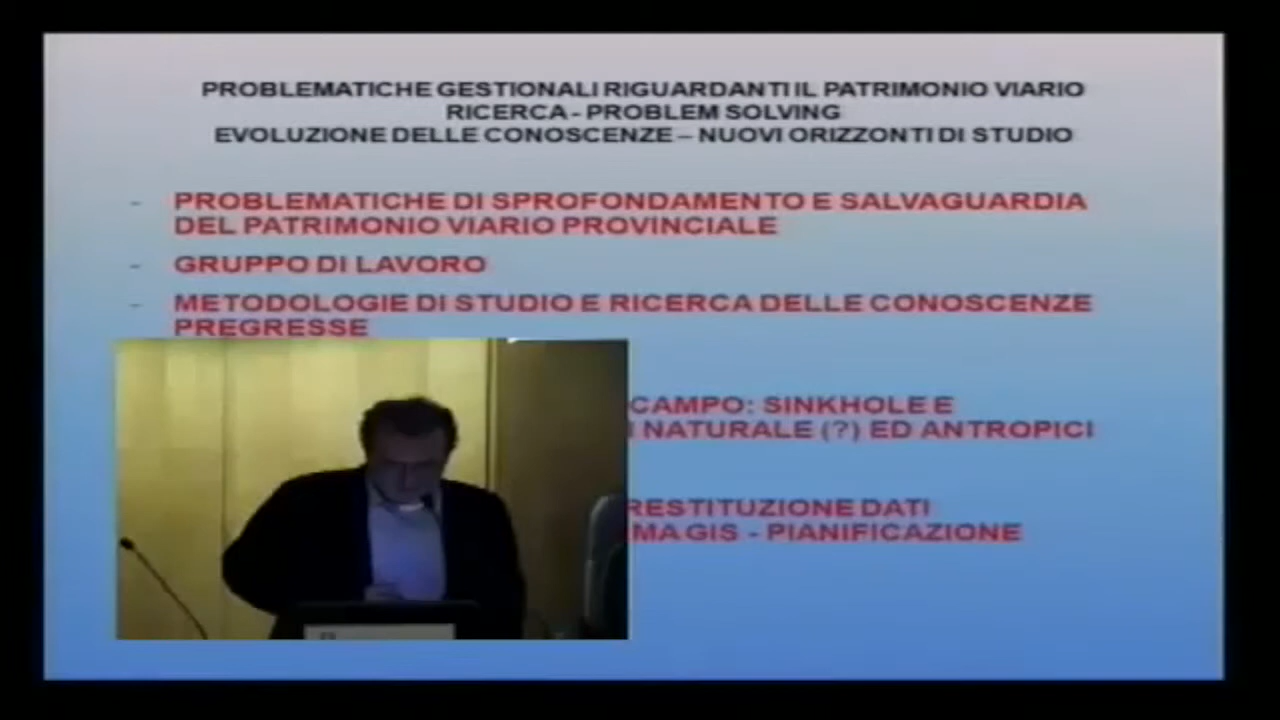 PROBLEMATICHE GESTIONALI RIGUARDANTI IL PATRIMONIO VIARIO
RICERCA - PROBLEM SOLVING
EVOLUZIONE DELLE CONOSCENZE – NUOVI ORIZZONTI DI STUDIO
- PROBLEMATICHE DI SPROFONDAMENTO E SALVAGUARDIA
DEL PATRIMONIO VIARIO PROVINCIALE
- GRUPPO DI LAVORO
- METODOLOGIE DI STUDIO E RICERCA DELLE CONOSCENZE
PREGRESSE
CAMPO: SINKHOLE E
I NATURALE (?) ED ANTROPICI
RESTITUZIONE DATI
MA GIS - PIANIFICAZIONE